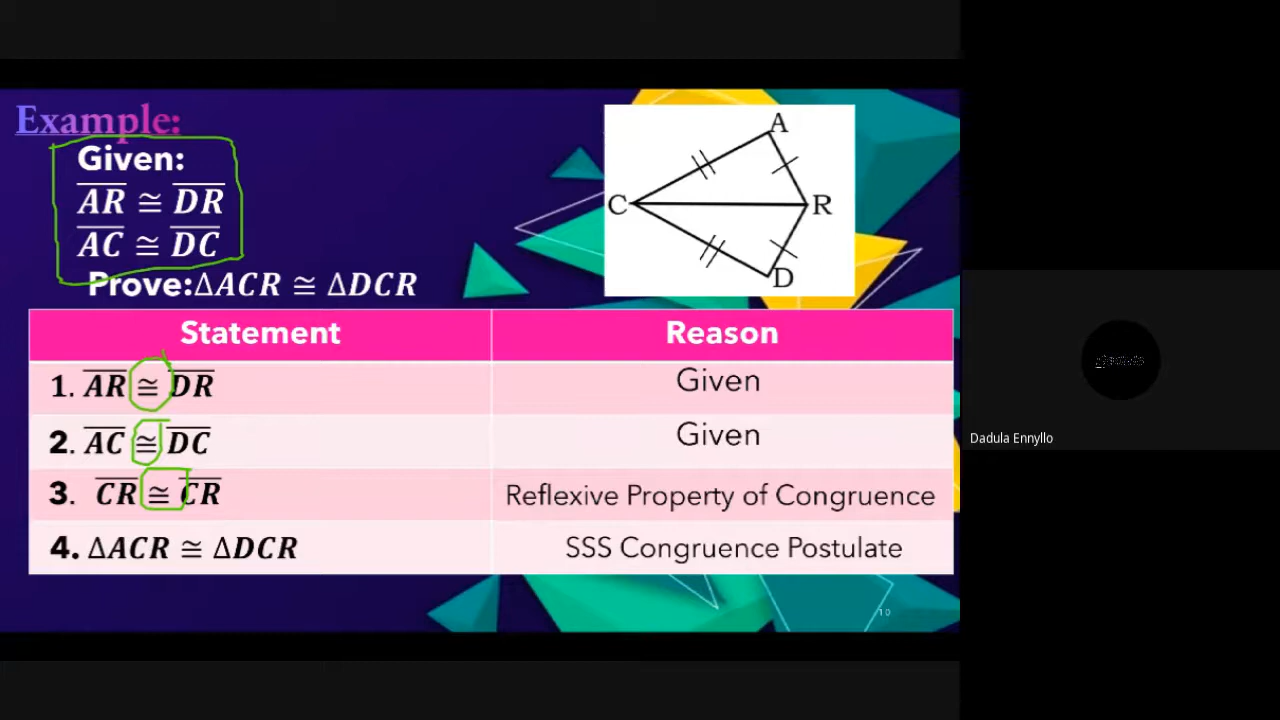 Example:
Given:
AR ≅ DR
AC ≅ DC
Prove:ΔACR ≅ ΔDCR
A
C
R
D
Statement
Reason
1. AR ≅ DR
Given
2. AC ≅ DC
Given
3. CR ≅ CR
Reflexive Property of Congruence
4. ΔACR ≅ ΔDCR
SSS Congruence Postulate
10
Dadula Ennyllo